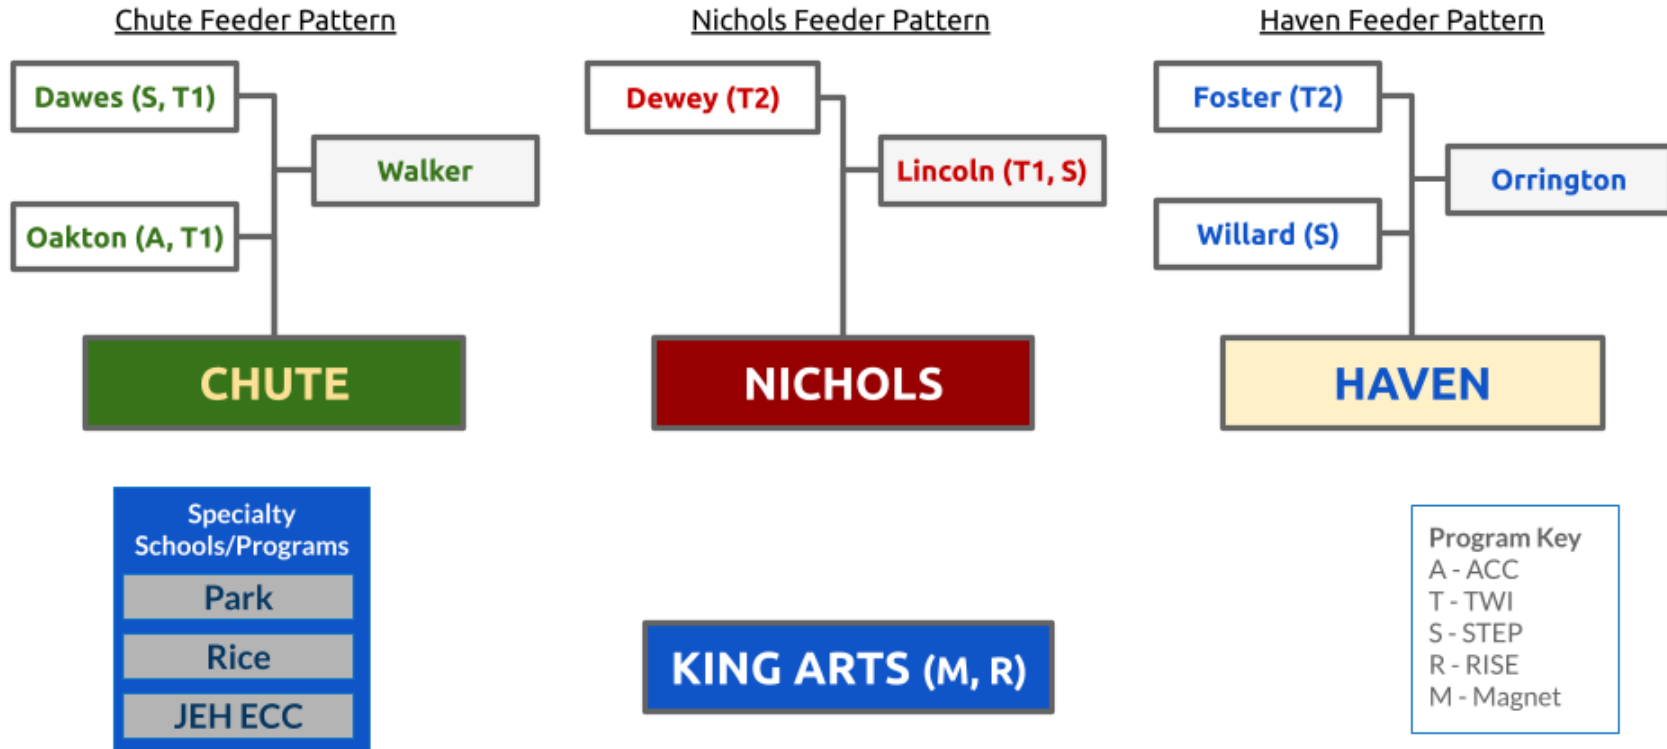 Chute Feeder Pattern
Nichols Feeder Pattern
Haven Feeder Pattern
Dawes (S, T1)
Walker
Oakton (A, T1)
CHUTE
Dewey (T2)
Lincoln (T1, S)
NICHOLS
Foster (T2)
Orrington
Willard (S)
HAVEN
Specialty
Schools/Programs
Park
Rice
JEH ECC
KING ARTS (M, R)
Program Key
A - ACC
T - TWI
S - STEP
R - RISE
M - Magnet